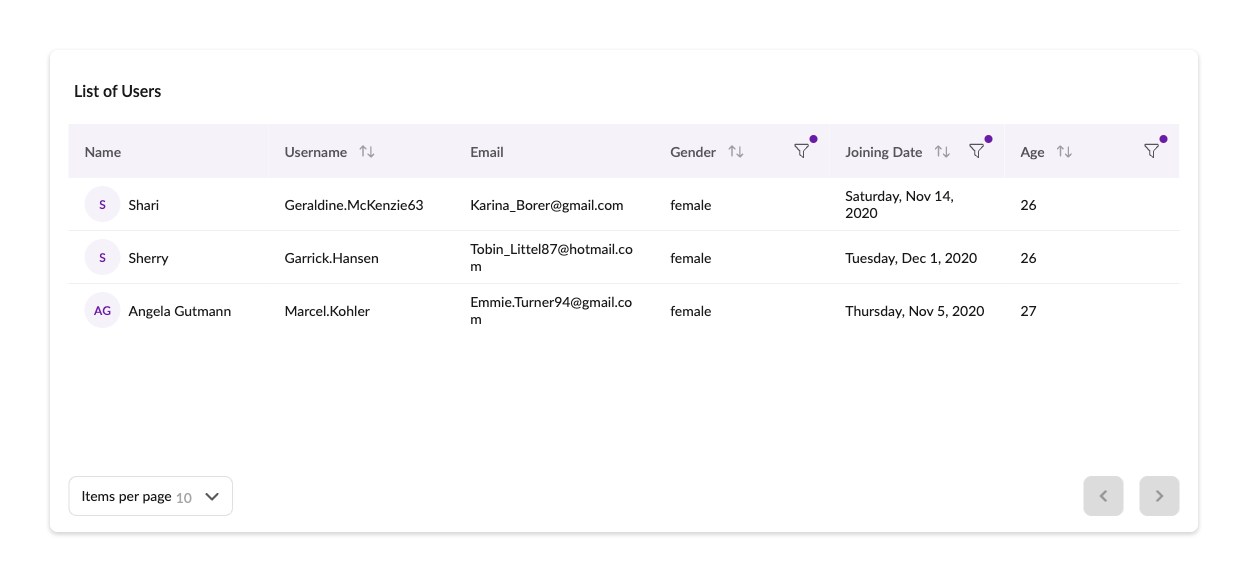 List of Users
Name Username Email Gender Joining Date Age
S Shari Geraldine.McKenzie63 Karina_Borer@gmail.com female Saturday, Nov 14, 26
2020
S Sherry Garrick.Hansen Tobin_Littel87@hotmail.co female Tuesday, Dec 1, 2020 26
m
AG Angela Gutmann Marcel.Kohler Emmie.Turner94@gmail.co female Thursday, Nov 5, 2020 27
m
Items per page 10